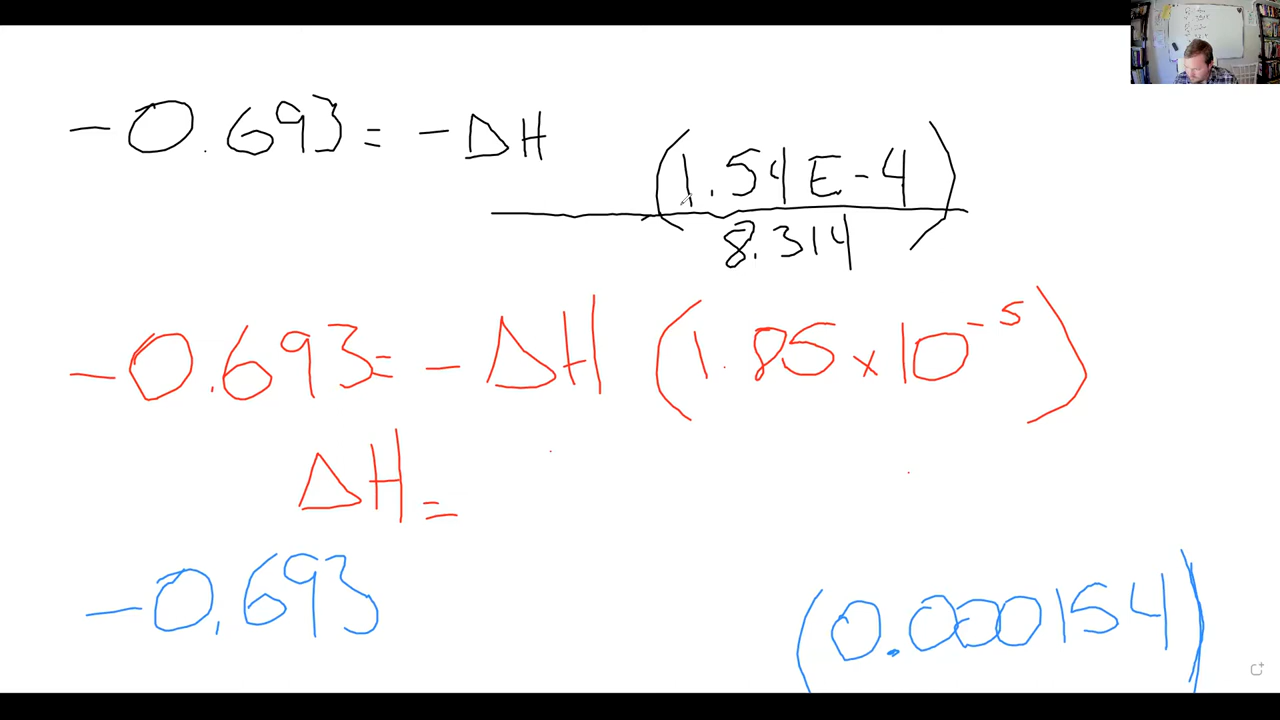 -0.693 = -ΔH (1.54E-4)
8.314
-0.693 = -ΔH (1.85 x 10⁻⁵)
ΔH =
-0.693 (0.000154)